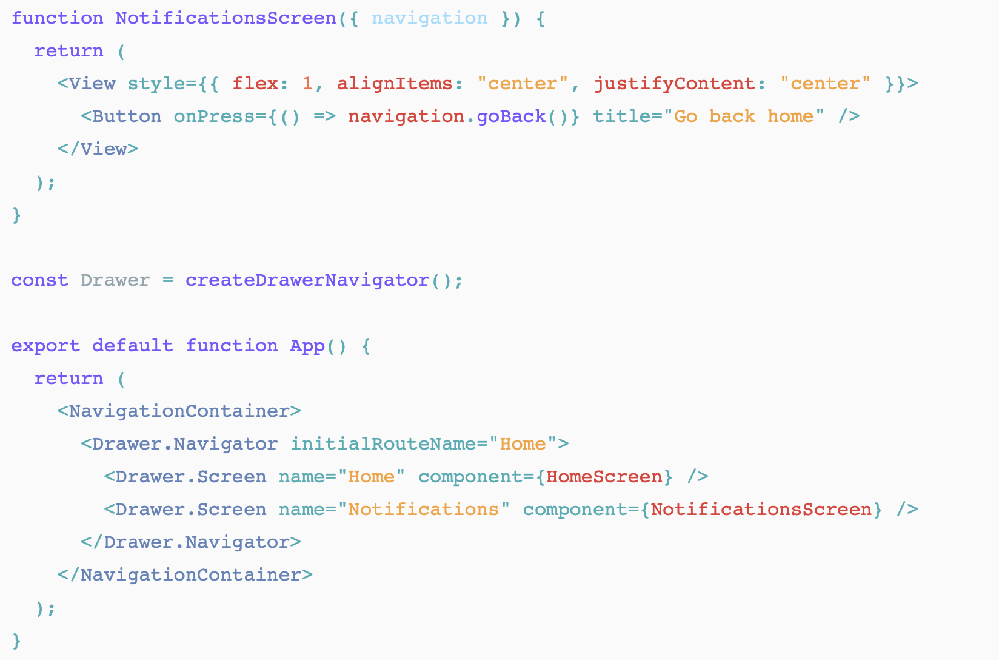 function NotificationsScreen({ navigation }) {
  return (
    <View style={{ flex: 1, alignItems: "center", justifyContent: "center" }}>
      <Button onPress={() => navigation.goBack()} title="Go back home" />
    </View>
  );
}

const Drawer = createDrawerNavigator();

export default function App() {
  return (
    <NavigationContainer>
      <Drawer.Navigator initialRouteName="Home">
        <Drawer.Screen name="Home" component={HomeScreen} />
        <Drawer.Screen name="Notifications" component={NotificationsScreen} />
      </Drawer.Navigator>
    </NavigationContainer>
  );
}